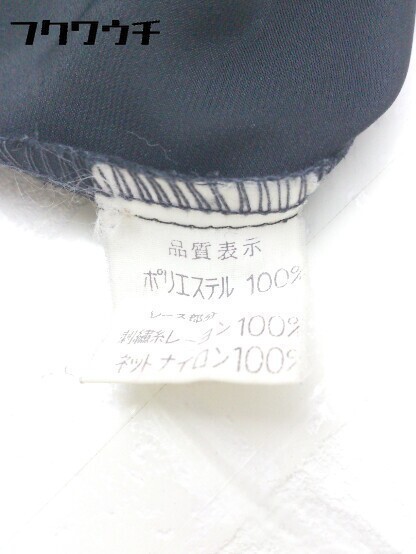 フクワウチ
品質表示
ポリエステル 100%
レース部分
刺繍糸レーヨン100%
ネットナイロン100%